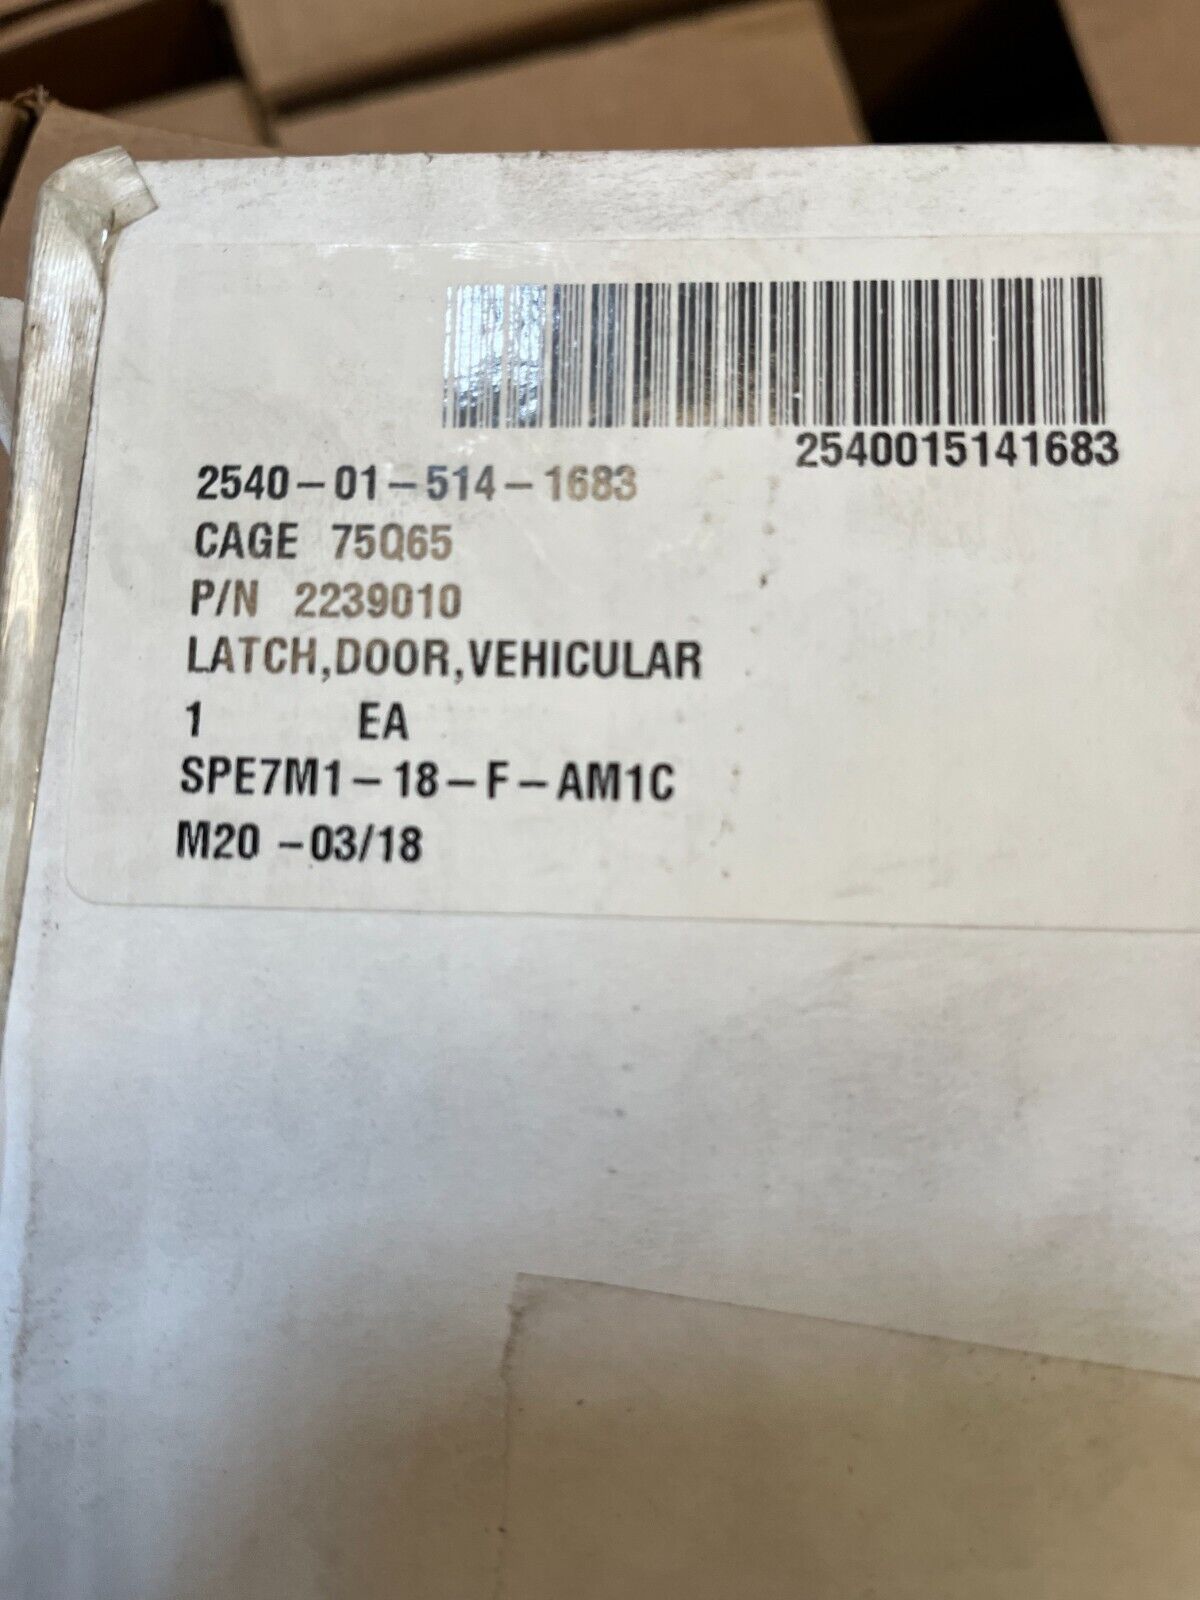 2540015141683
2540-01-514-1683
CAGE 75Q65
P/N 2239010
LATCH,DOOR,VEHICULAR
1 EA
SPE7M1-18-F-AM1C
M20 -03/18